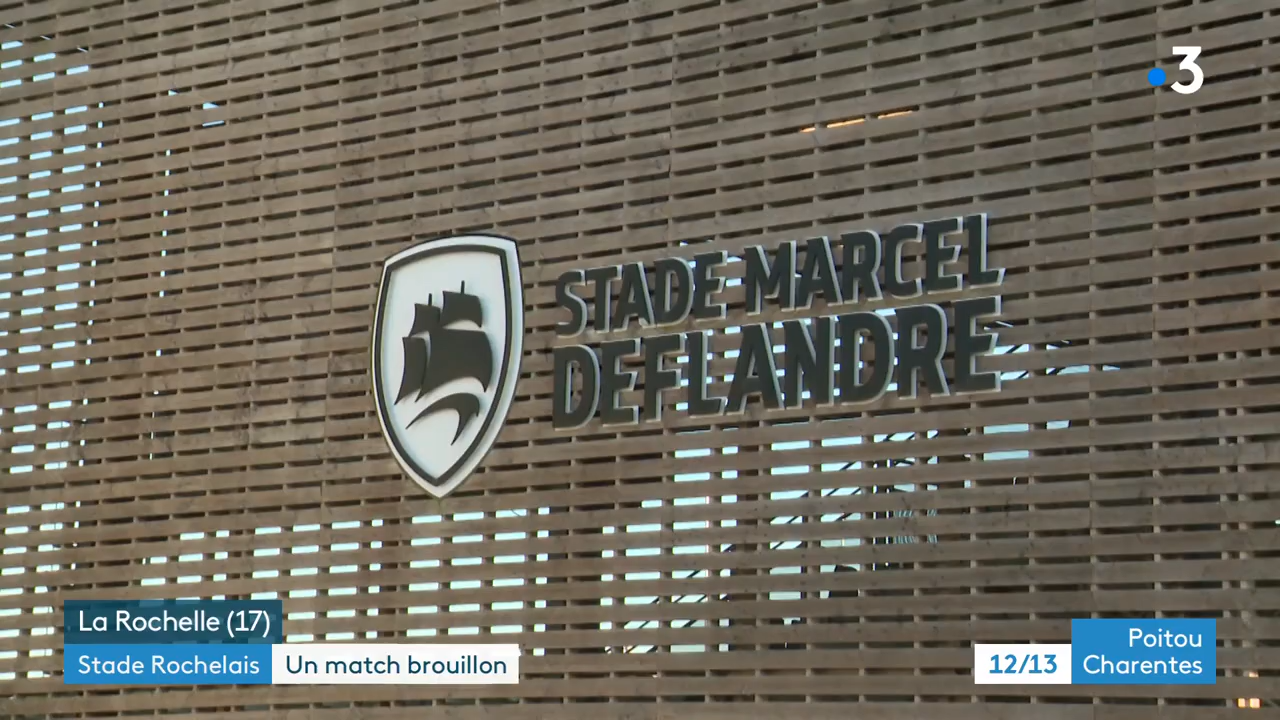 3
STADE MARCEL
DEFLANDRE
La Rochelle (17)
Stade Rochelais Un match brouillon
12/13 Poitou
Charentes